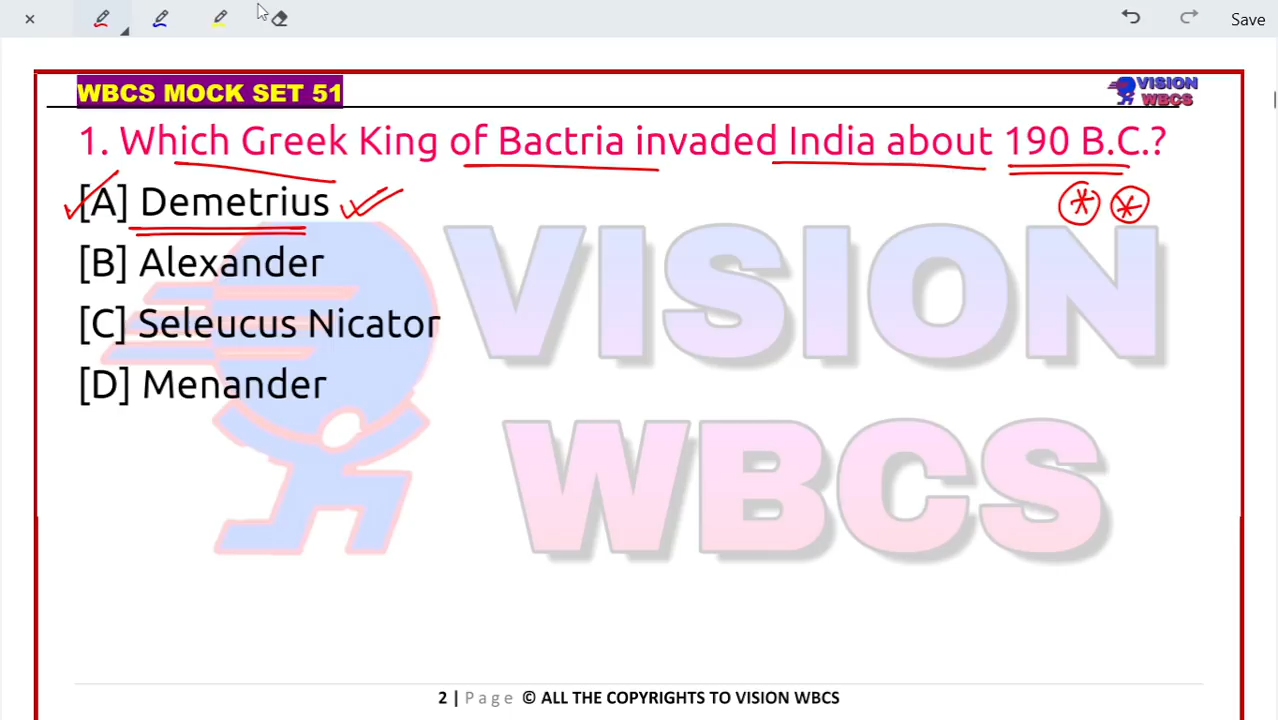 Save
WBCS MOCK SET 51
VISION
WBCS
1. Which Greek King of Bactria invaded India about 190 B.C.?
[A] Demetrius
[B] Alexander
[C] Seleucus Nicator
[D] Menander
VISION
WBCS
2 | Page © ALL THE COPYRIGHTS TO VISION WBCS